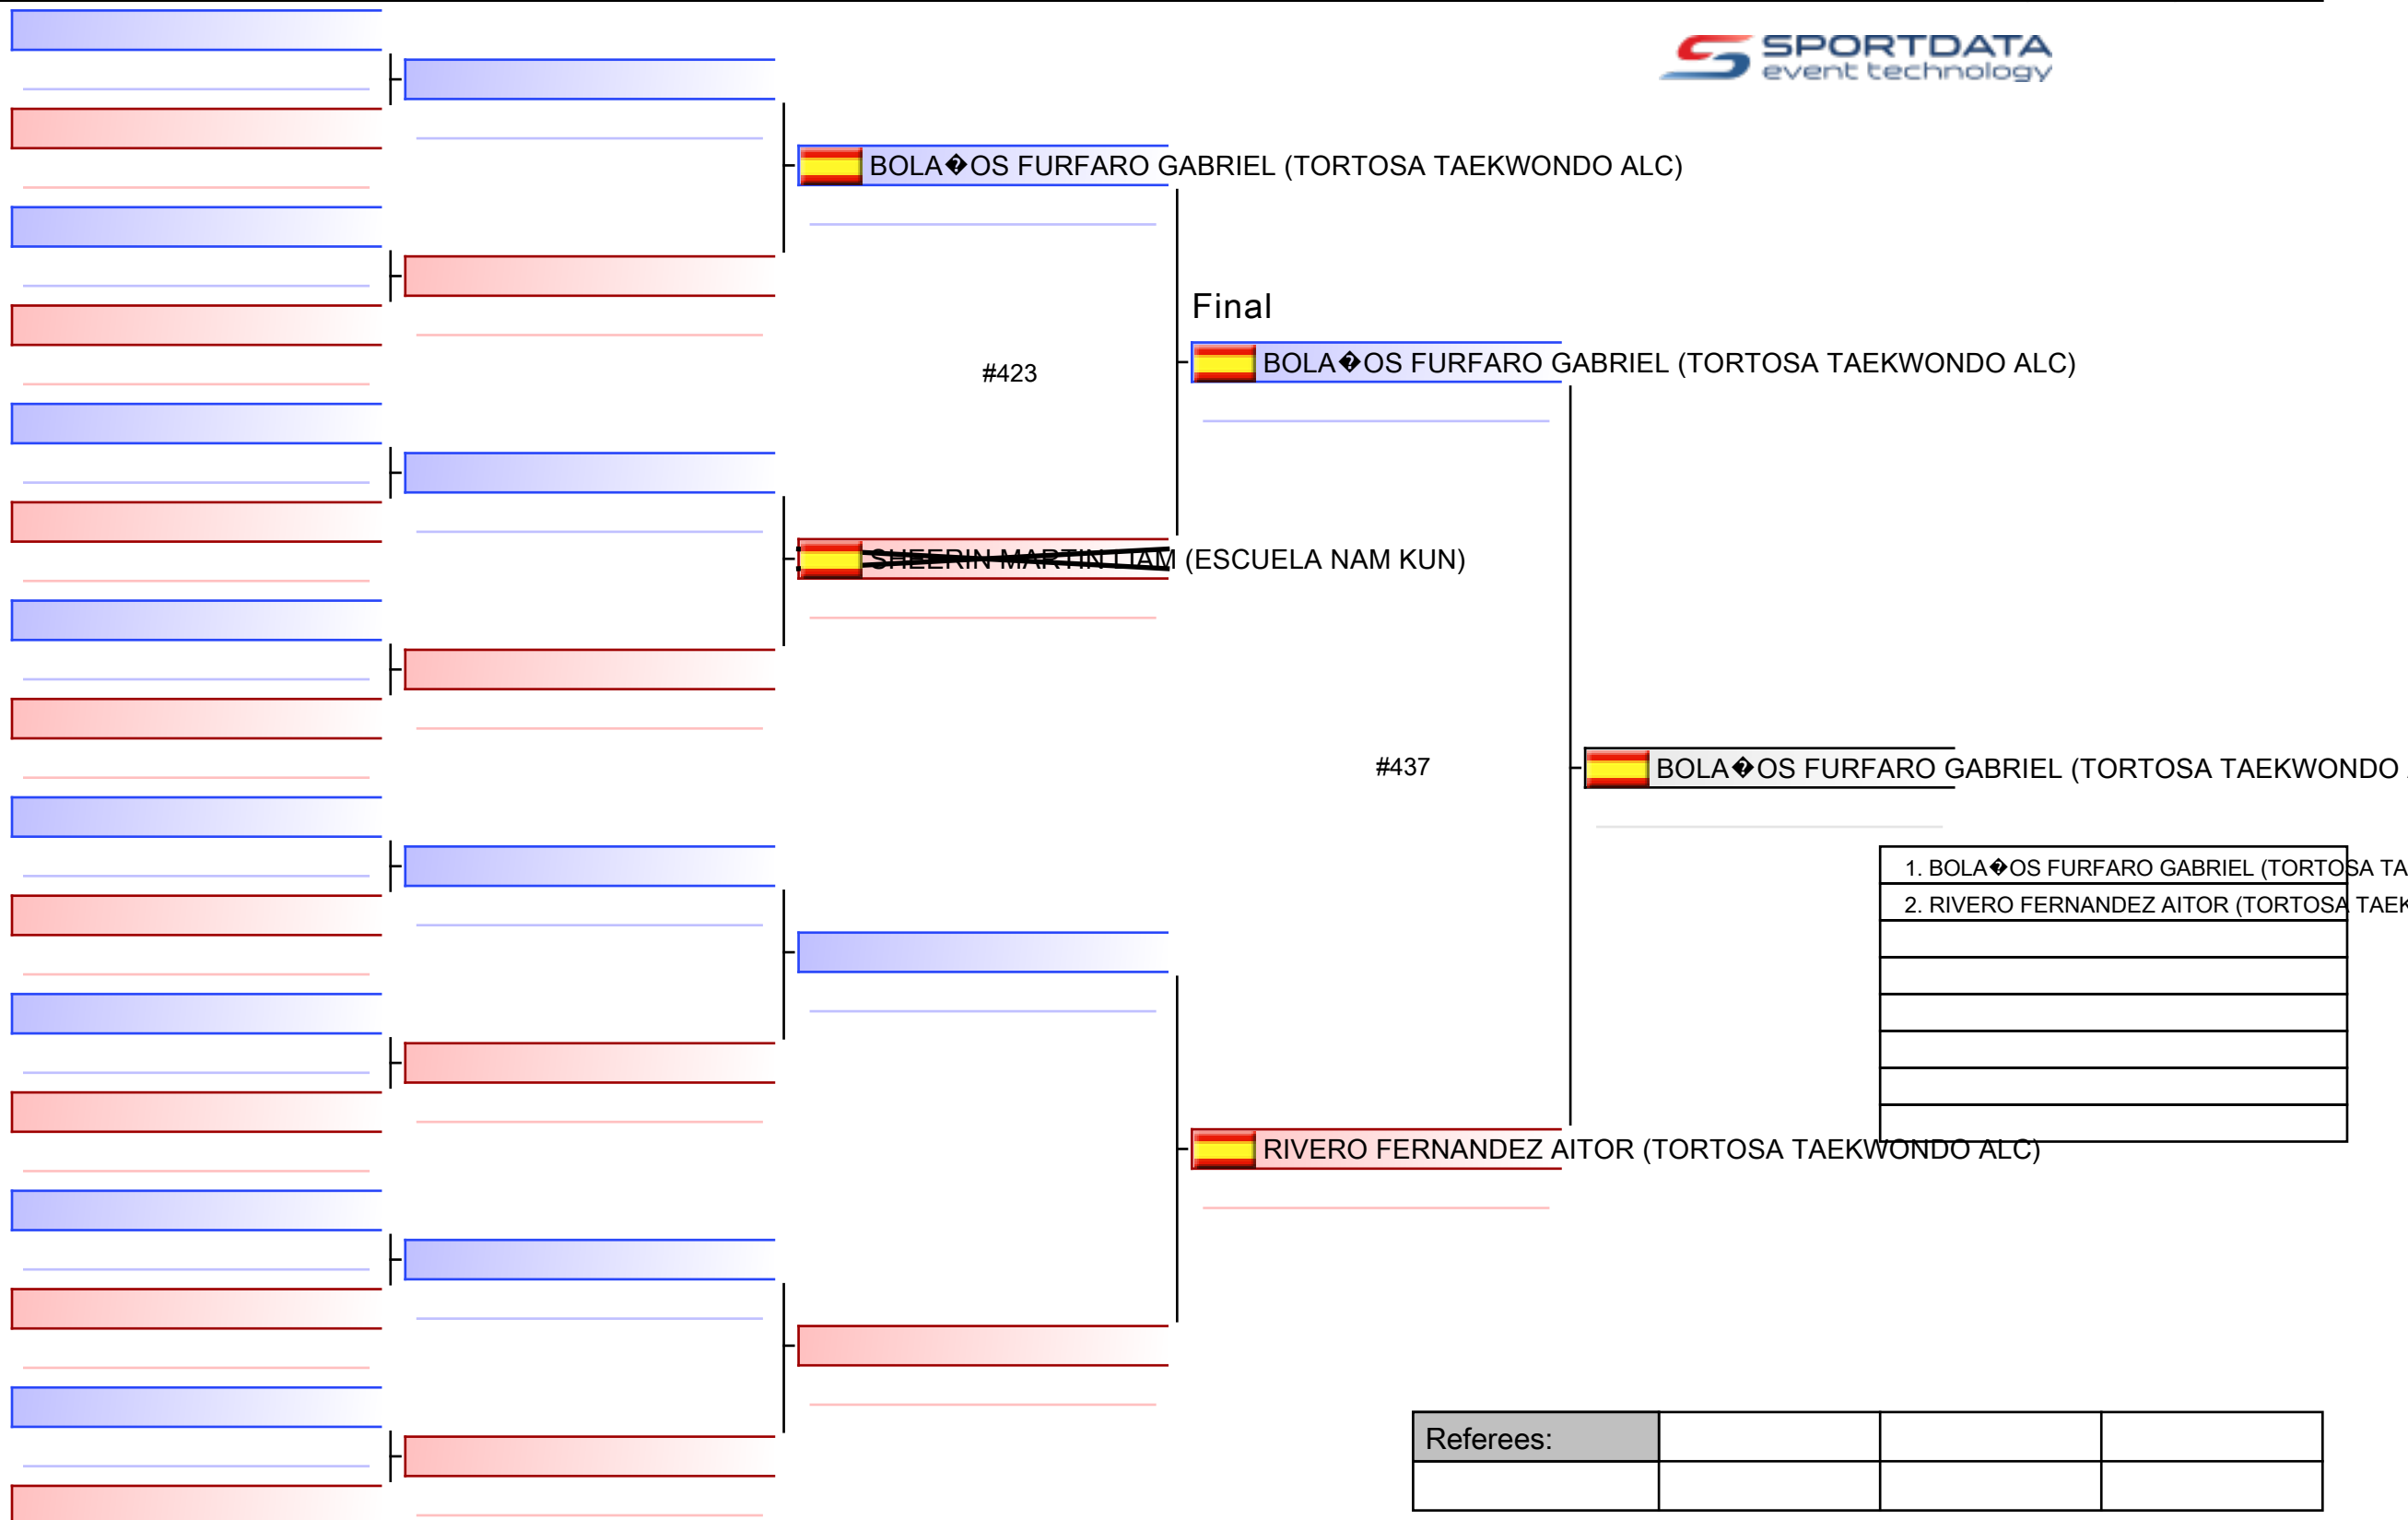 SPORTDATA
event technology
BOLA�OS FURFARO GABRIEL (TORTOSA TAEKWONDO ALC)
Final
BOLA�OS FURFARO GABRIEL (TORTOSA TAEKWONDO ALC)
#423
SHEERIN MARTIN LIAM (ESCUELA NAM KUN)
#437
BOLA�OS FURFARO GABRIEL (TORTOSA TAEKWONDO
1. BOLA�OS FURFARO GABRIEL (TORTOSA TA
2. RIVERO FERNANDEZ AITOR (TORTOSA TAEK
RIVERO FERNANDEZ AITOR (TORTOSA TAEKWONDO ALC)
Referees: